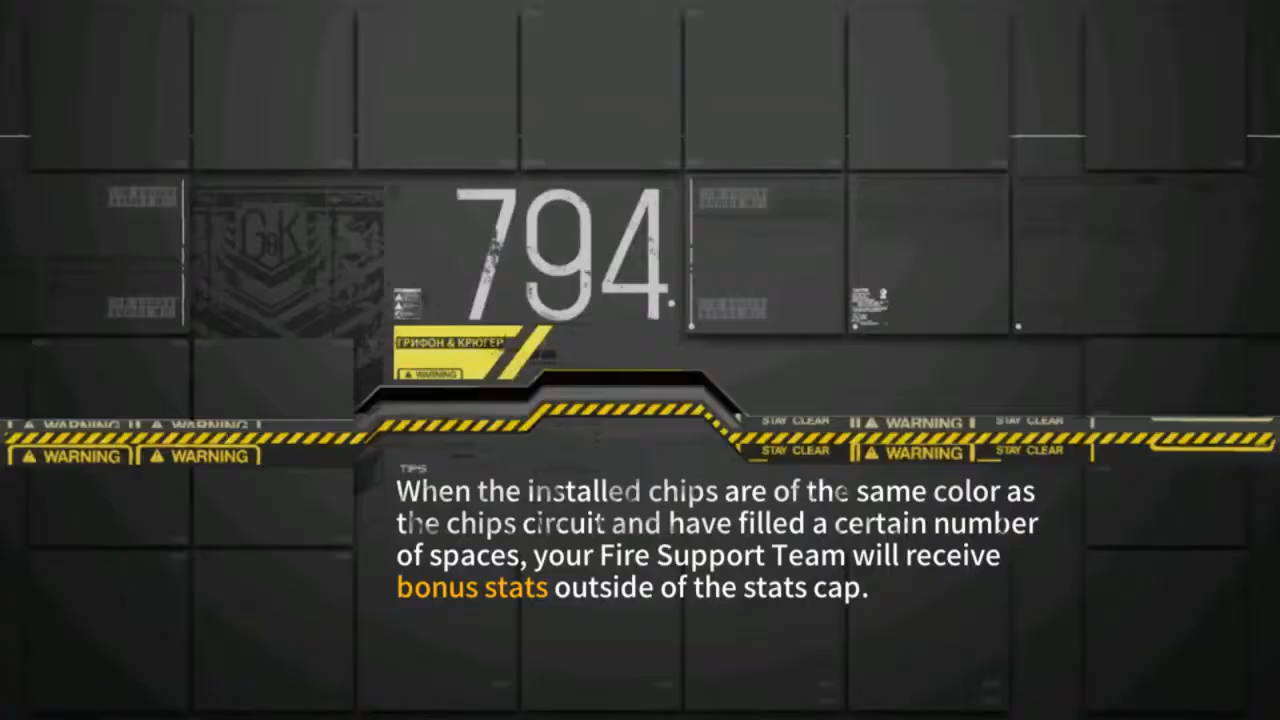 G&K
794.
ГРИФОН & КРЮГЕР
WARNING
WARNING WARNING
STAY CLEAR WARNING STAY CLEAR
WARNING WARNING
STAY CLEAR WARNING STAY CLEAR
TIPS
When the installed chips are of the same color as
the chips circuit and have filled a certain number
of spaces, your Fire Support Team will receive
bonus stats outside of the stats cap.